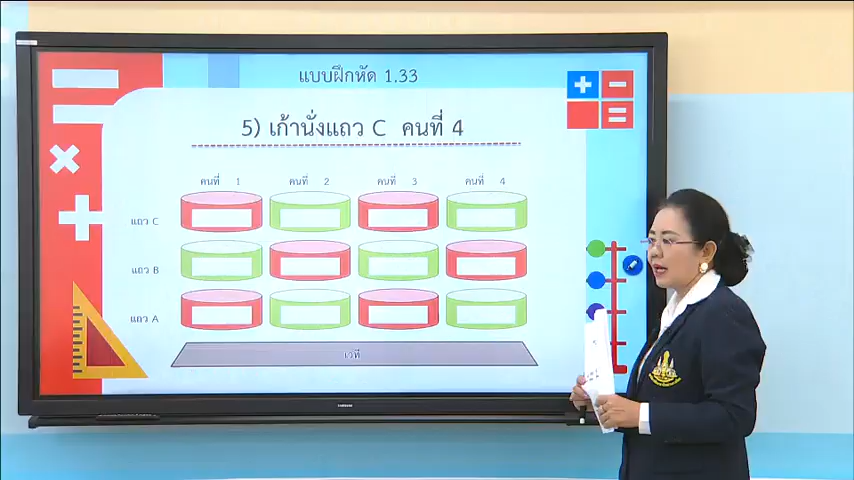 แบบฝึกหัด 1.33
5) เก้านั่งแถว C คนที่ 4
คนที่ 1 คนที่ 2 คนที่ 3 คนที่ 4
แถว C
แถว B
แถว A
เวที
SAMSUNG